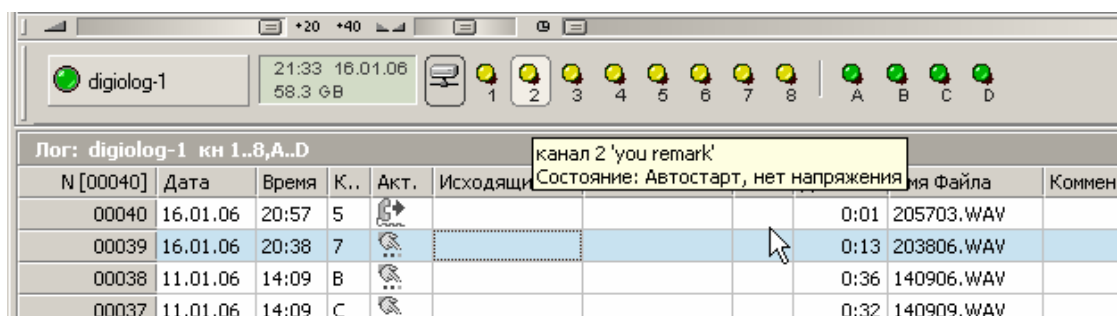 +20 +40
digiolog-1
21:33 16.01.06
58.3 GB
1 2 3 4 5 6 7 8 A B C D
Лог: digiolog-1 кн 1..8,A..D
канал 2 'you remark'
Состояние: Автостарт, нет напряжения
N [00040] Дата Время К.. Акт. Исходящи мя Файла Коммен
00040 16.01.06 20:57 5 0:01 205703.WAV
00039 16.01.06 20:38 7 0:13 203806.WAV
00038 11.01.06 14:09 B 0:36 140906.WAV
00037 11.01.06 14:09 C 0:32 140909.WAV